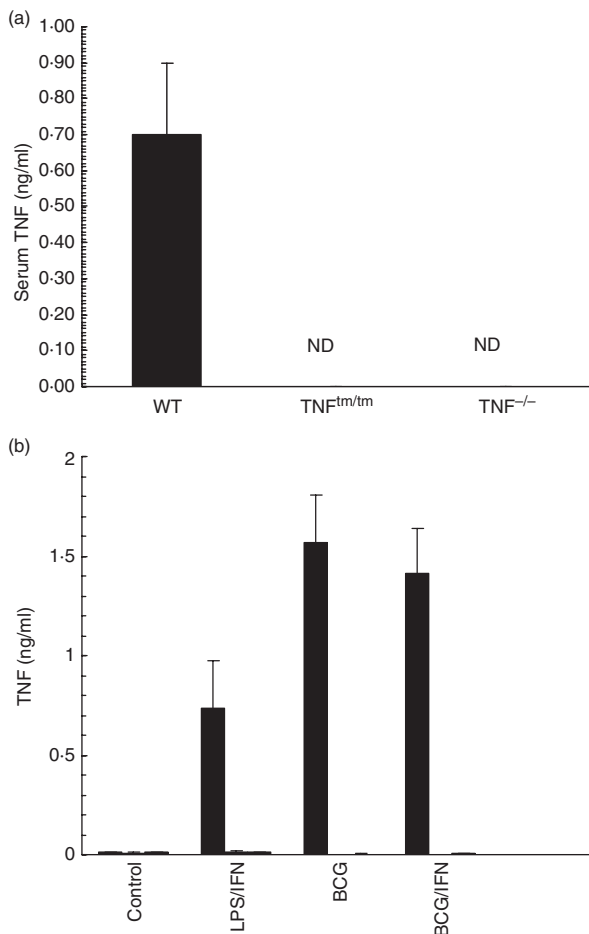 (a)
Serum TNF (ng/ml)
1·00
0·90
0·80
0·70
0·60
0·50
0·40
0·30
0·20
0·10
0·00
ND
ND
WT
TNFtm/tm
TNF–/–
(b)
TNF (ng/ml)
2
1·5
1
0·5
0
Control
LPS/IFN
BCG
BCG/IFN